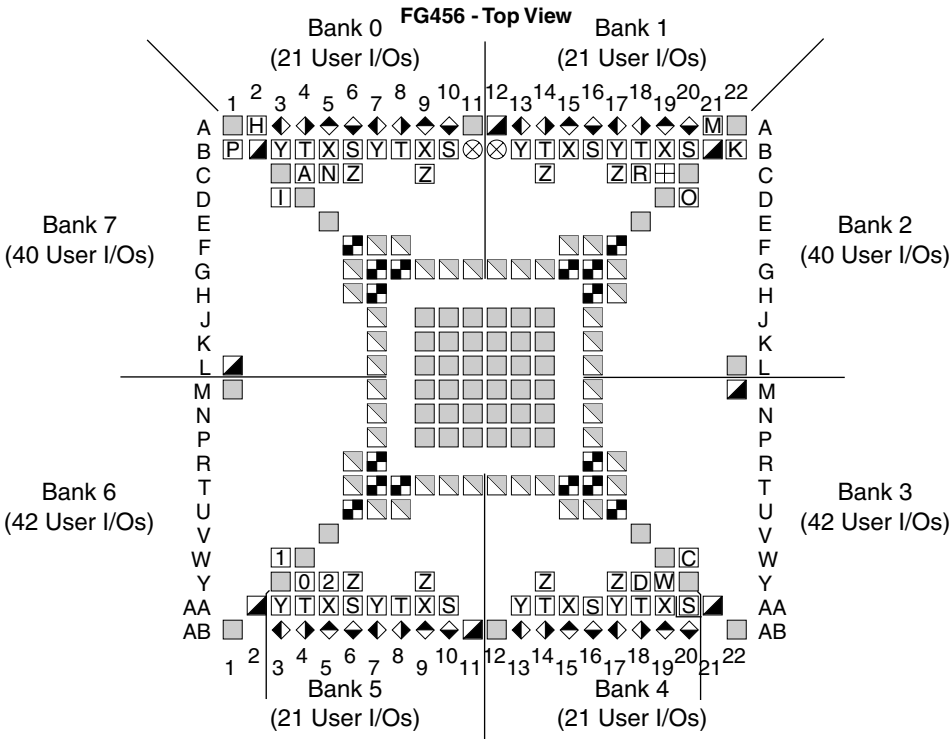 FG456 - Top View
Bank 0
(21 User I/Os)
Bank 1
(21 User I/Os)
1 2 3 4 5 6 7 8 9 10 11 12 13 14 15 16 17 18 19 20 21 22
A H M A
B P Y T X S Y T X S Y T X S Y T X S K B
C A N Z Z Z Z R C
D I O D
E E
F F
G G
H H
J J
K K
L L
M M
N N
P P
R R
T T
U U
V V
W 1 C W
Y 0 2 Z Z Z Z D W Y
AA Y T X S Y T X S Y T X S Y T X S AA
AB AB
1 2 3 4 5 6 7 8 9 10 11 12 13 14 15 16 17 18 19 20 21 22
Bank 7
(40 User I/Os)
Bank 2
(40 User I/Os)
Bank 6
(42 User I/Os)
Bank 3
(42 User I/Os)
Bank 5
(21 User I/Os)
Bank 4
(21 User I/Os)